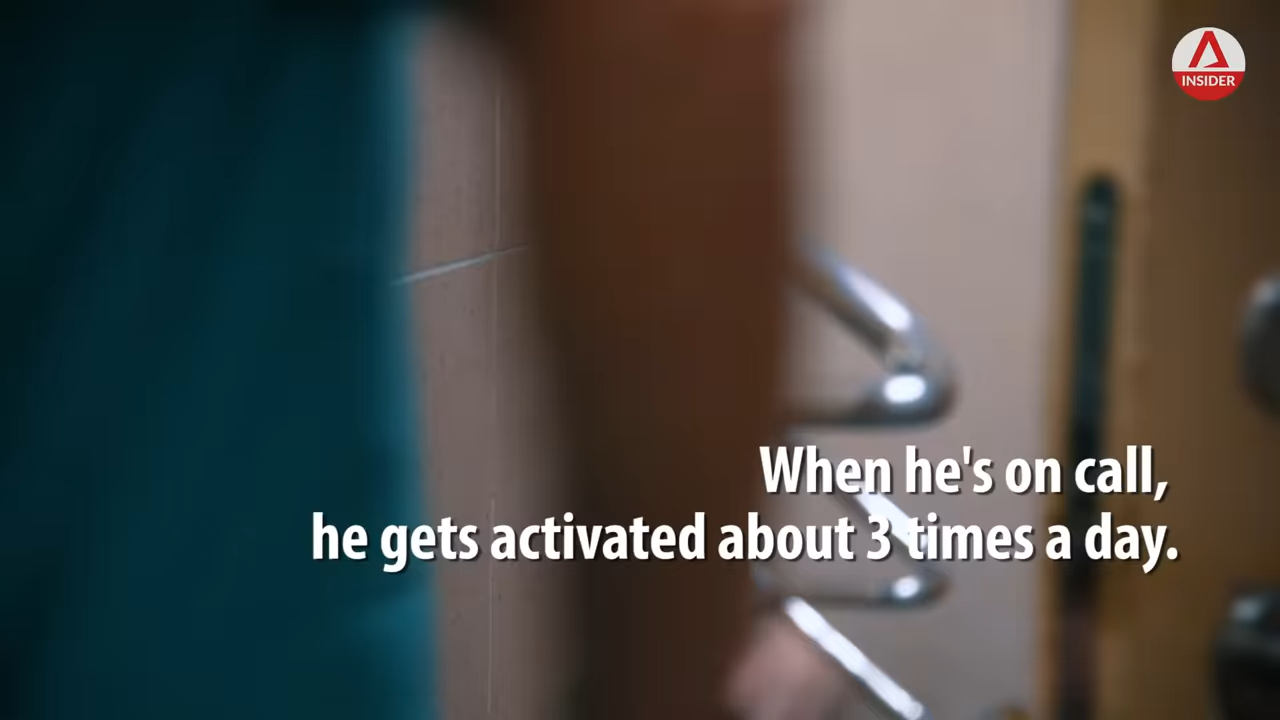 INSIDER
When he's on call,
he gets activated about 3 times a day.